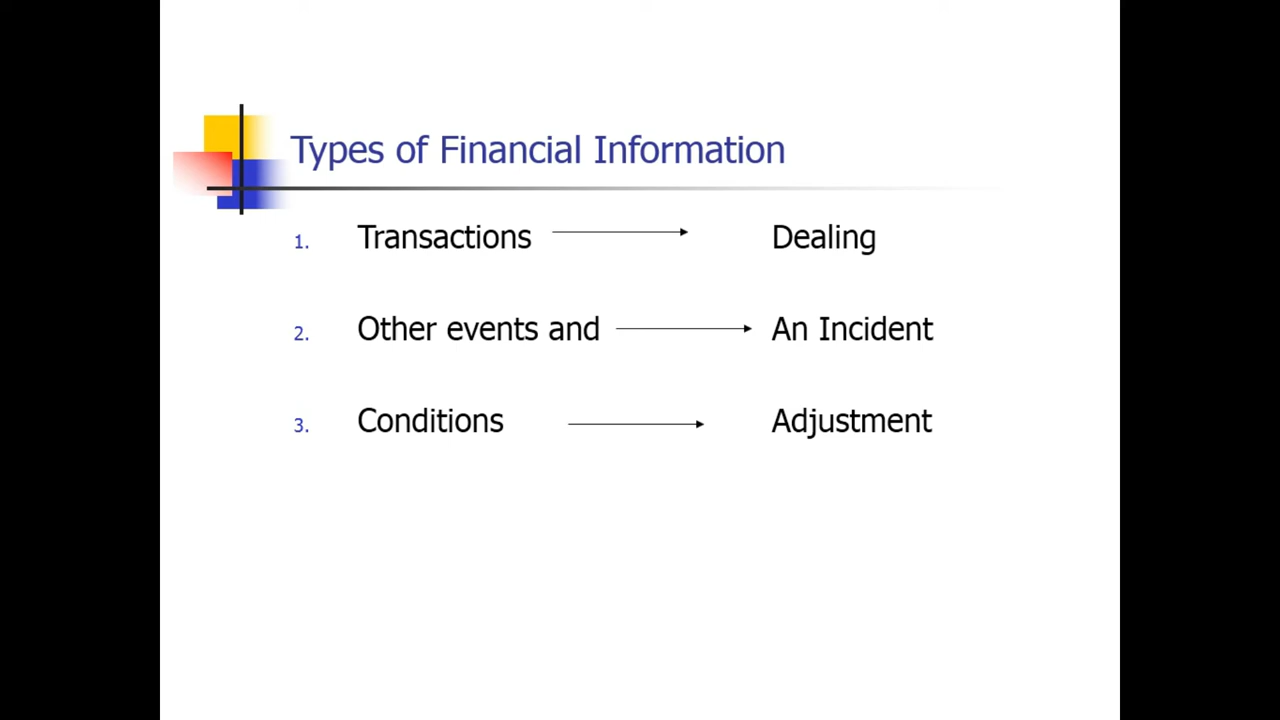 Types of Financial Information
1. Transactions Dealing
2. Other events and An Incident
3. Conditions Adjustment